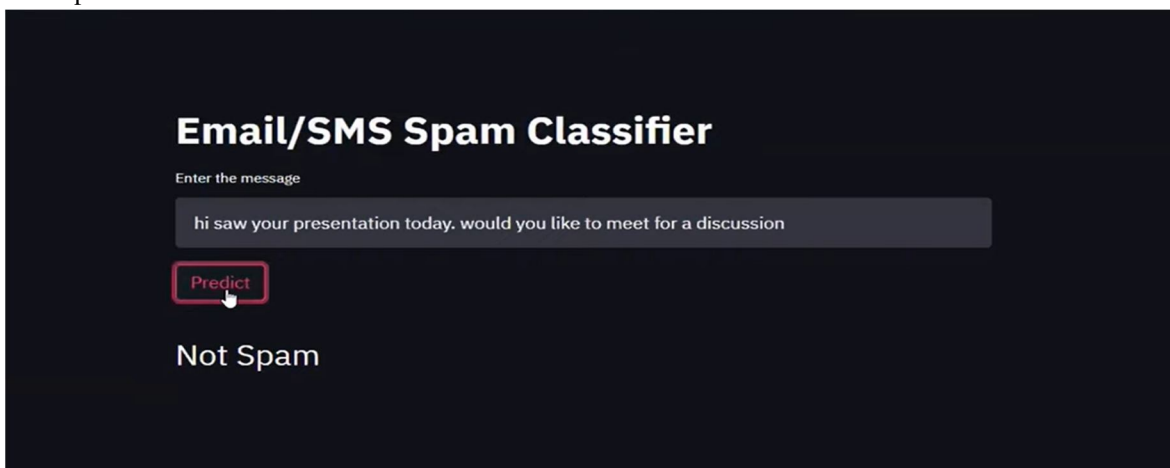 Email/SMS Spam Classifier
Enter the message
hi saw your presentation today. would you like to meet for a discussion
Predict
Not Spam